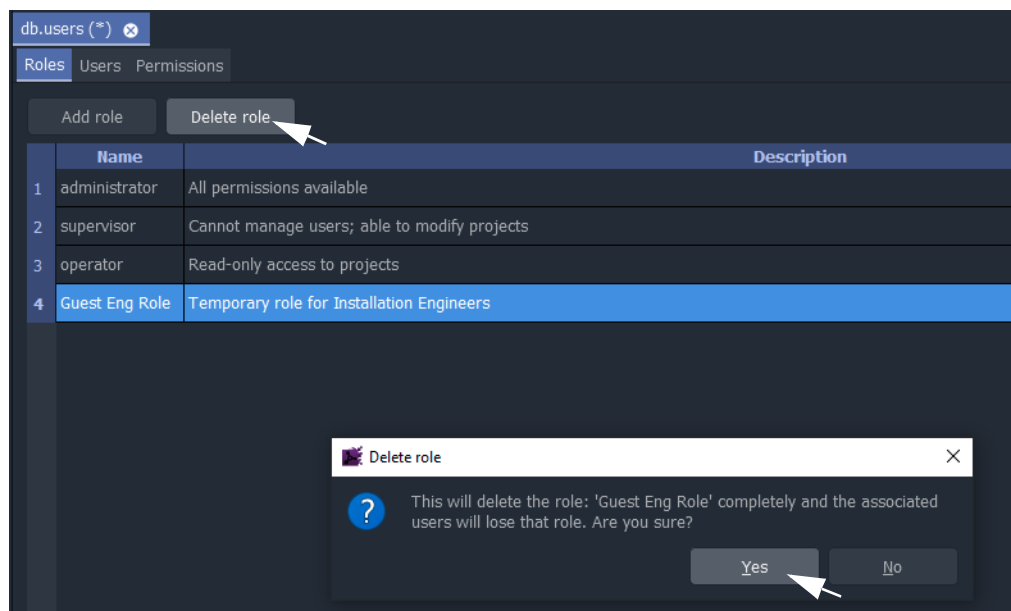 db.users (*)
Roles Users Permissions
Add role Delete role
Name Description
1 administrator All permissions available
2 supervisor Cannot manage users; able to modify projects
3 operator Read-only access to projects
4 Guest Eng Role Temporary role for Installation Engineers
Delete role
This will delete the role: 'Guest Eng Role' completely and the associated
users will lose that role. Are you sure?
Yes No